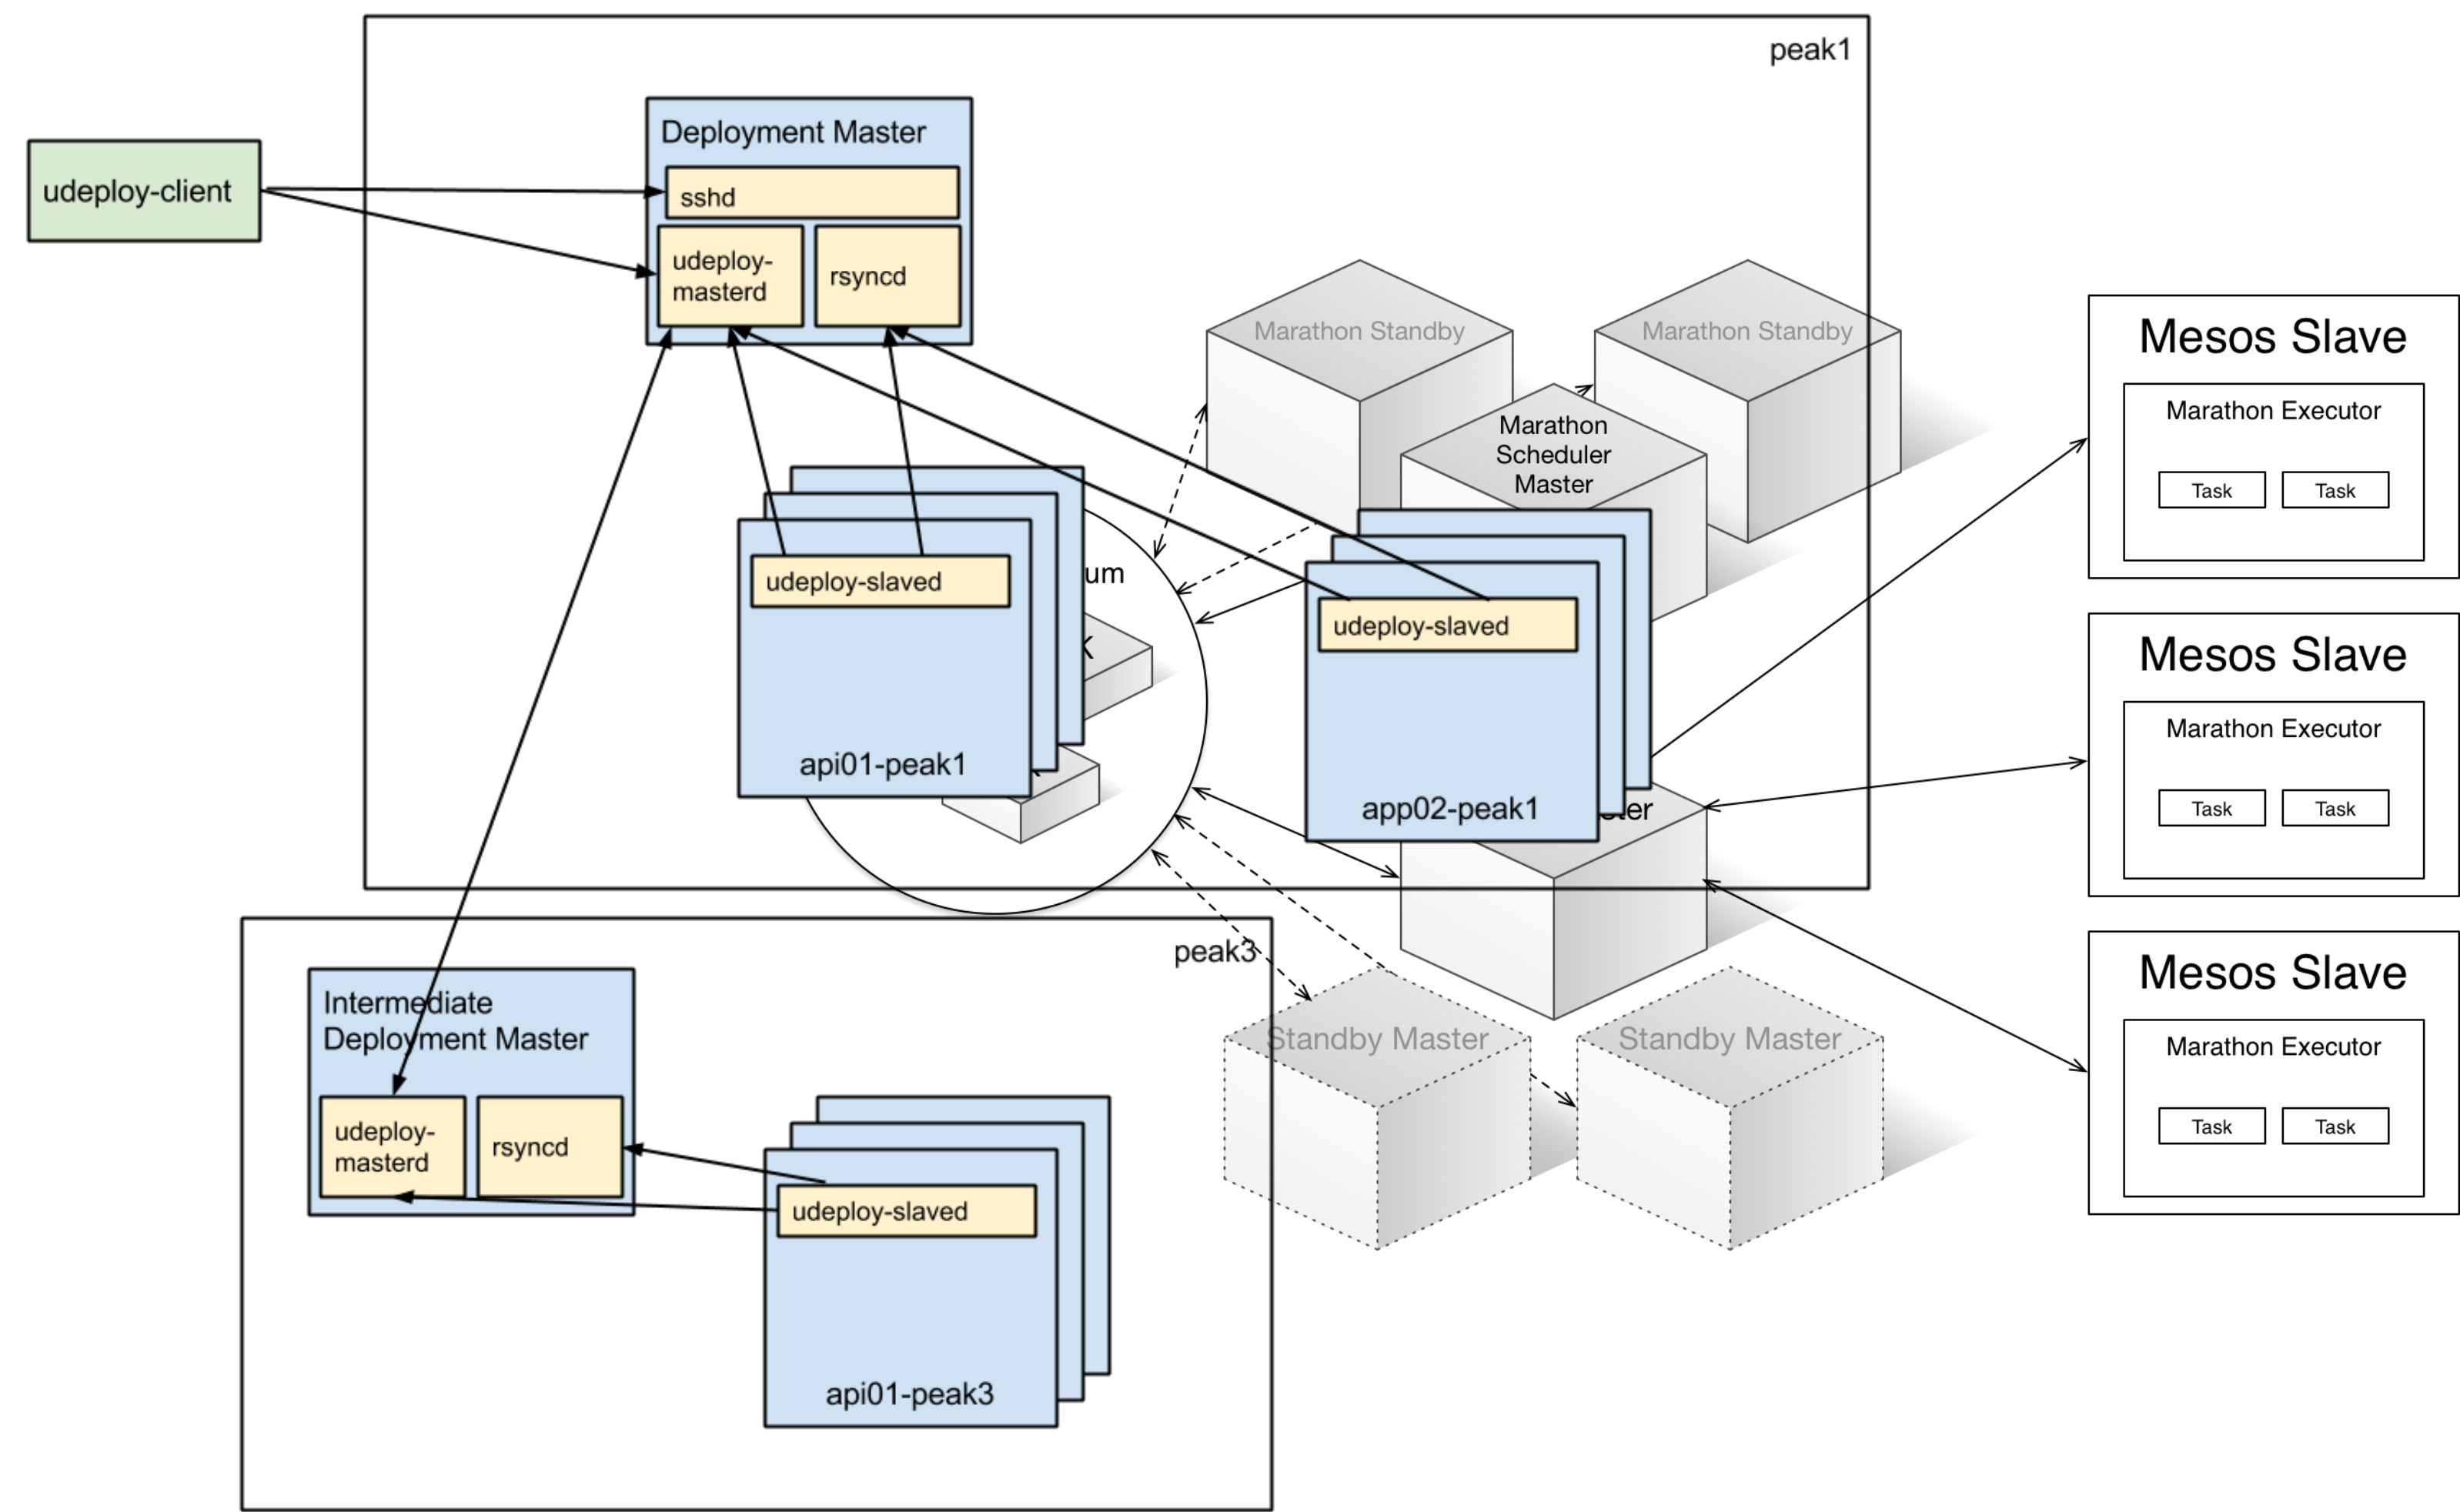 peak1
Deployment Master
udeploy-client
sshd
udeploy-
masterd
rsyncd
Marathon Standby
Marathon Standby
Marathon
Scheduler
Master
udeploy-slaved
api01-peak1
um
udeploy-slaved
app02-peak1
Mesos Slave
Marathon Executor
Task
Task
Mesos Slave
Marathon Executor
Task
Task
Mesos Slave
Marathon Executor
Task
Task
peak3
Intermediate
Deployment Master
udeploy-
masterd
rsyncd
udeploy-slaved
api01-peak3
Standby Master
Standby Master